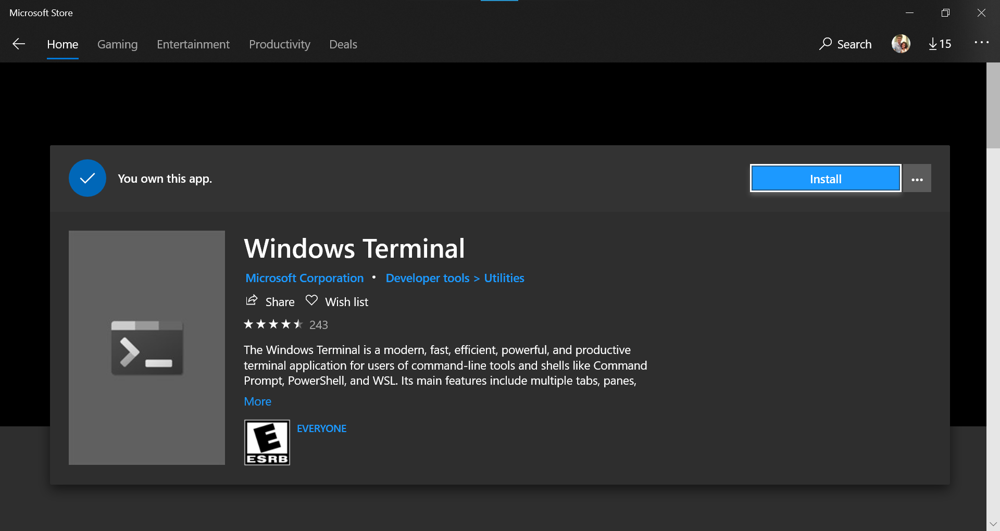 Microsoft Store
Home Gaming Entertainment Productivity Deals Search 15
You own this app. Install
Windows Terminal
Microsoft Corporation • Developer tools > Utilities
Share Wish list
243
The Windows Terminal is a modern, fast, efficient, powerful, and productive
terminal application for users of command-line tools and shells like Command
Prompt, PowerShell, and WSL. Its main features include multiple tabs, panes,
More
E EVERYONE
ESRB